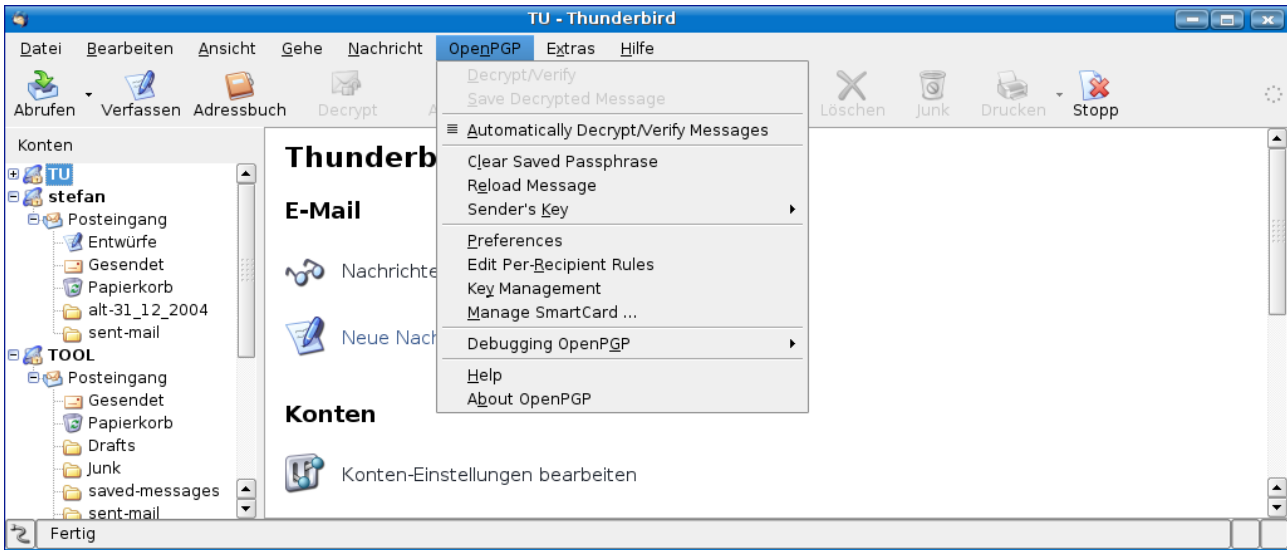 TU - Thunderbird
Datei Bearbeiten Ansicht Gehe Nachricht OpenPGP Extras Hilfe
Abrufen Verfassen Adressbuch Decrypt Löschen Junk Drucken Stopp
Decrypt/Verify
Save Decrypted Message
Automatically Decrypt/Verify Messages
Clear Saved Passphrase
Reload Message
Sender's Key
Preferences
Edit Per-Recipient Rules
Key Management
Manage SmartCard ...
Debugging OpenPGP
Help
About OpenPGP
Konten
TU
stefan
Posteingang
Entwürfe
Gesendet
Papierkorb
alt-31_12_2004
sent-mail
TOOL
Posteingang
Gesendet
Papierkorb
Drafts
Junk
saved-messages
sent-mail
Thunderb
E-Mail
Nachrichte
Neue Nach
Konten
Konten-Einstellungen bearbeiten
Fertig